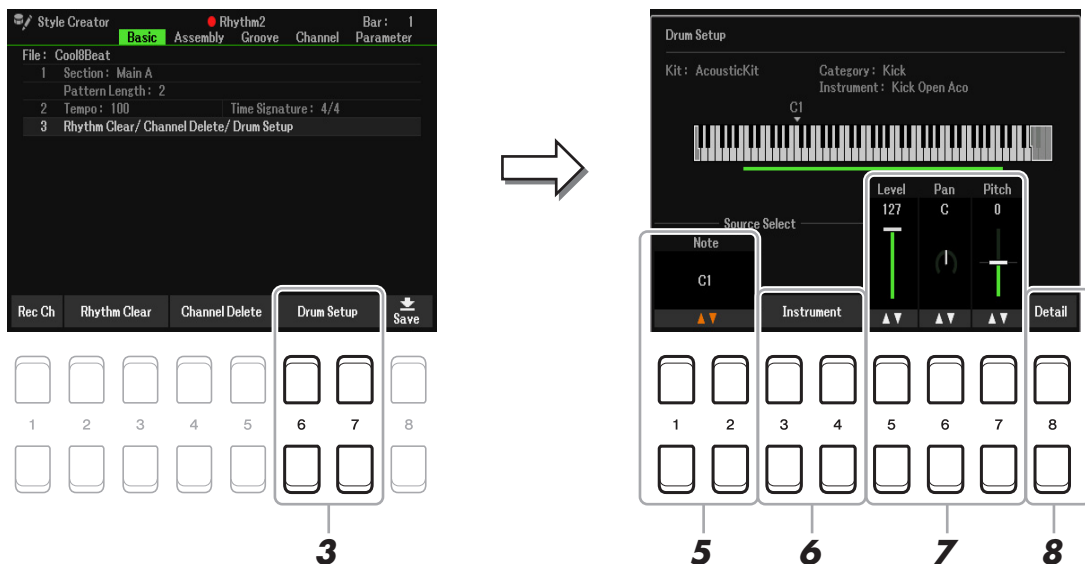 Style Creator Rhythm2 Bar: 1
Basic Assembly Groove Channel Parameter
File: Cool8Beat
1 Section: Main A
Pattern Length: 2
2 Tempo: 100 Time Signature: 4/4
3 Rhythm Clear/ Channel Delete/ Drum Setup
Rec Ch Rhythm Clear Channel Delete Drum Setup Save
1 2 3 4 5 6 7 8
3
Drum Setup
Kit: AcousticKit Category: Kick
Instrument: Kick Open Aco
C1
Level Pan Pitch
127 C 0
Source Select
Note
C1
Instrument Detail
1 2 3 4 5 6 7 8
5 6 7 8